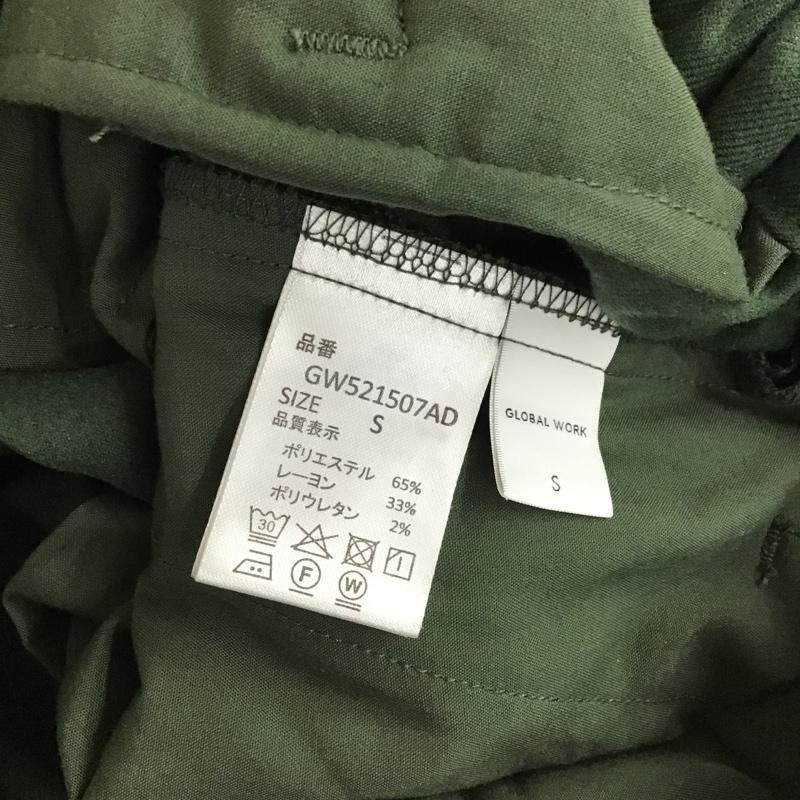 品番
GW521507AD
SIZE S
品質表示
ポリエステル 65%
レーヨン 33%
ポリウレタン 2%
30
F W
GLOBAL WORK
S